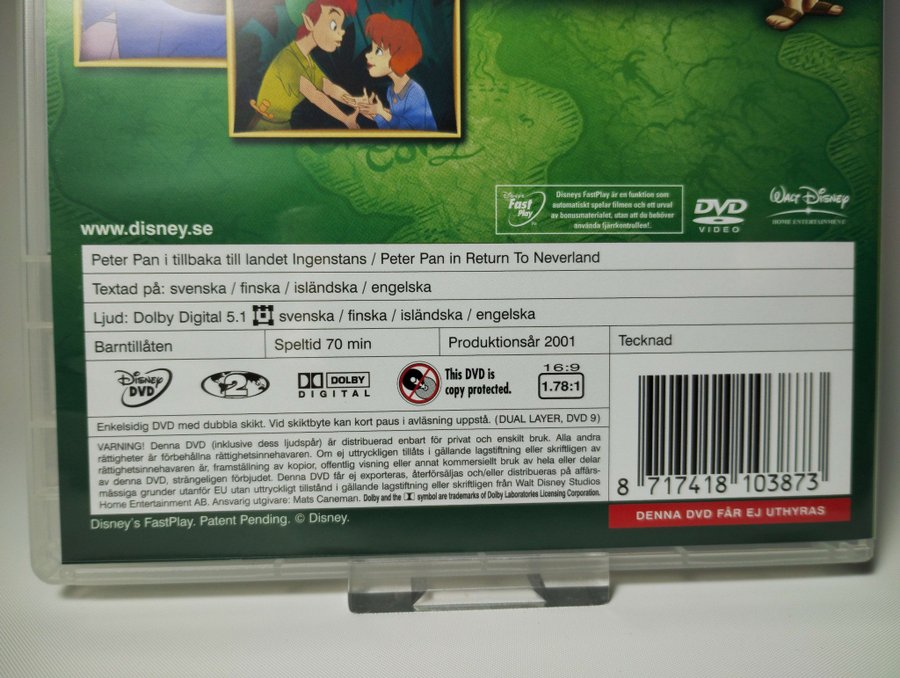 Disney's Fast Play
Disneys FastPlay är en funktion som
automatiskt spelar filmen och ett urval
av bonusmaterialet, utan att du behöver
använda fjärrkontrollen!.
DVD
VIDEO
WALT DISNEY
HOME ENTERTAINMENT
www.disney.se
Peter Pan i tillbaka till landet Ingenstans / Peter Pan in Return To Neverland
Textad på: svenska / finska / isländska / engelska
Ljud: Dolby Digital 5.1 svenska / finska / isländska / engelska
Barntillåten
Speltid 70 min
Produktionsår 2001
Tecknad
Disney DVD
2
DOLBY
DIGITAL
This DVD is
copy protected.
16:9
1.78:1
Enkelsidig DVD med dubbla skikt. Vid skiktbyte kan kort paus i avläsning uppstå. (DUAL LAYER, DVD 9)
VARNING! Denna DVD (inklusive dess ljudspår) är distribuerad enbart för privat och enskilt bruk. Alla andra
rättigheter är förbehållna rättighetsinnehavaren. Om ej uttryckligen tillåts i gällande lagstiftning eller skriftligen av
rättighetsinnehavaren är, framställning av kopior, offentlig visning eller annat kommersiellt bruk av hela eller delar
av denna DVD, strängeligen förbjudet. Denna DVD får ej exporteras, återförsäljas och/eller distribueras på affärs-
mässiga grunder utanför EU utan uttryckligt tillstånd i gällande lagstiftning eller skriftligen från Walt Disney Studios
Home Entertainment AB. Ansvarig utgivare: Mats Caneman. Dolby and the symbol are trademarks of Dolby Laboratories Licensing Corporation.
8 717418 103873
DENNA DVD FÅR EJ UTHYRAS
Disney's FastPlay. Patent Pending. © Disney.